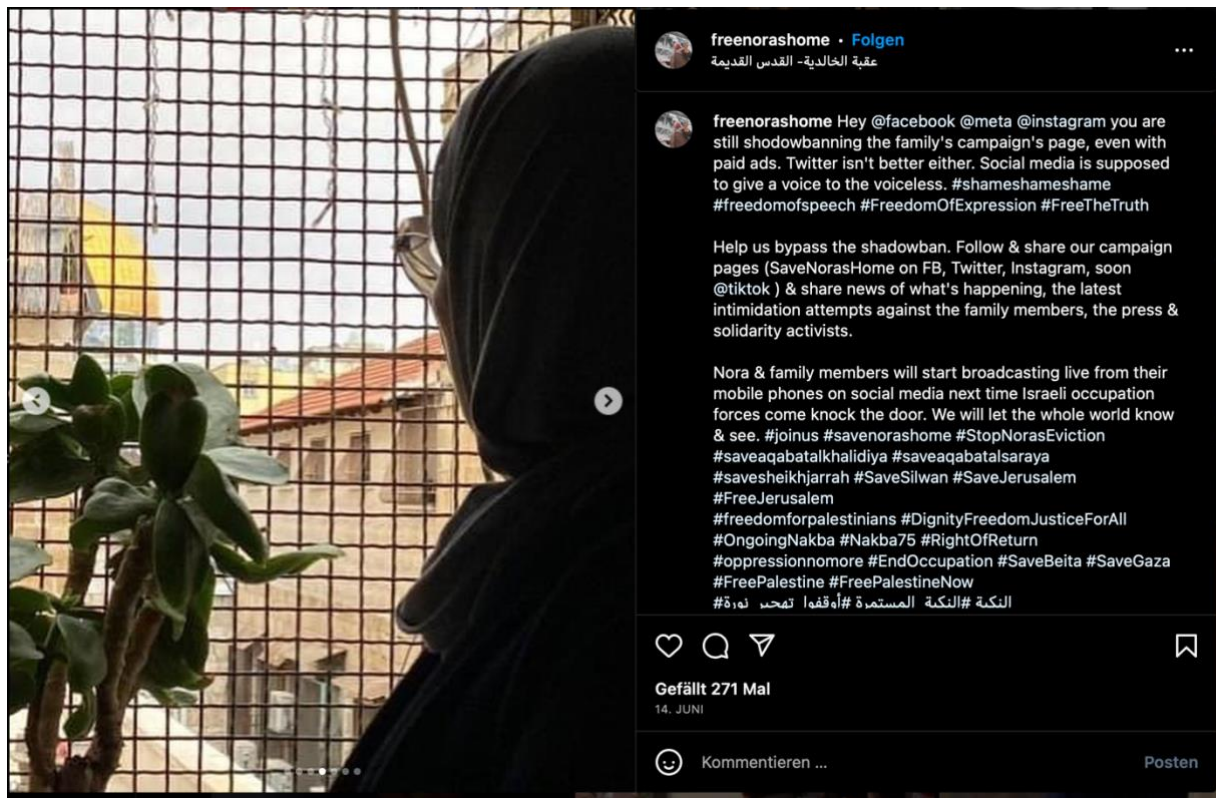 freenorashome • Folgen
عقبة الخالدية- القدس القديمة
freenorashome Hey @facebook @meta @instagram you are
still shodowbanning the family's campaign's page, even with
paid ads. Twitter isn't better either. Social media is supposed
to give a voice to the voiceless. #shameshameshame
#freedomofspeech #FreedomOfExpression #FreeTheTruth
Help us bypass the shadowban. Follow & share our campaign
pages (SaveNorasHome on FB, Twitter, Instagram, soon
@tiktok ) & share news of what's happening, the latest
intimidation attempts against the family members, the press &
solidarity activists.
Nora & family members will start broadcasting live from their
mobile phones on social media next time Israeli occupation
forces come knock the door. We will let the whole world know
& see. #joinus #savenorashome #StopNorasEviction
#saveaqabatalkhalidiya #saveaqabatalsaraya
#savesheikhjarrah #SaveSilwan #SaveJerusalem
#FreeJerusalem
#freedomforpalestinians #DignityFreedomJusticeForAll
#OngoingNakba #Nakba75 #RightOfReturn
#oppressionnomore #EndOccupation #SaveBeita #SaveGaza
#FreePalestine #FreePalestineNow
النكبة #النكبة_المستمرة #أوقفوا_تهجير_نورة#
Gefällt 271 Mal
14. JUNI
Kommentieren ...
Posten